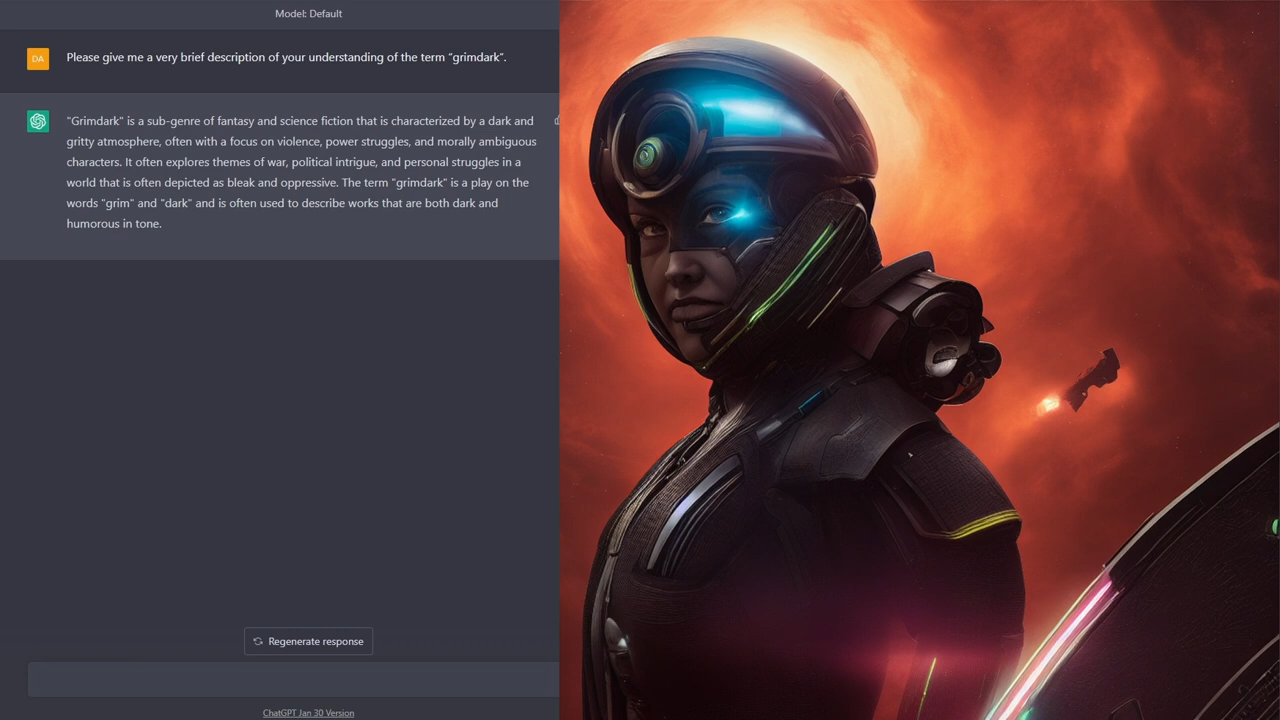 Model: Default
DA
Please give me a very brief description of your understanding of the term “grimdark”.
"Grimdark" is a sub-genre of fantasy and science fiction that is characterized by a dark and
gritty atmosphere, often with a focus on violence, power struggles, and morally ambiguous
characters. It often explores themes of war, political intrigue, and personal struggles in a
world that is often depicted as bleak and oppressive. The term "grimdark" is a play on the
words "grim" and "dark" and is often used to describe works that are both dark and
humorous in tone.
Regenerate response
ChatGPT Jan 30 Version